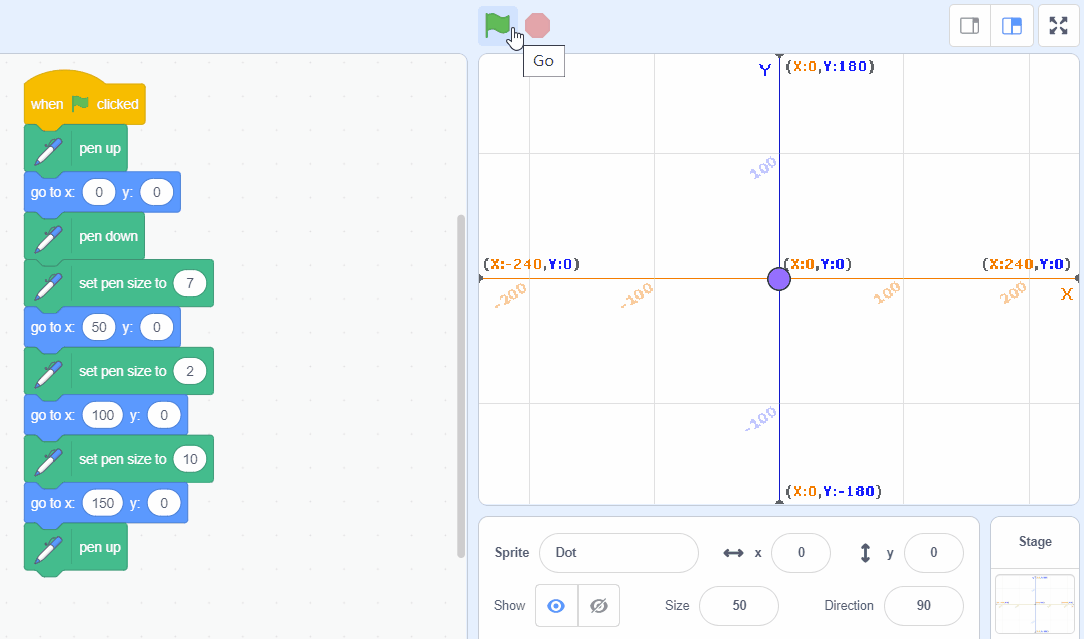 Go
when clicked
pen up
go to x: 0 y: 0
pen down
set pen size to 7
go to x: 50 y: 0
set pen size to 2
go to x: 100 y: 0
set pen size to 10
go to x: 150 y: 0
pen up
Y (X:0,Y:180)
100
(X:-240,Y:0) (X:0,Y:0) (X:240,Y:0)
-200 -100 100 200 X
-100
(X:0,Y:-180)
Sprite Dot x 0 y 0
Show Size 50 Direction 90
Stage